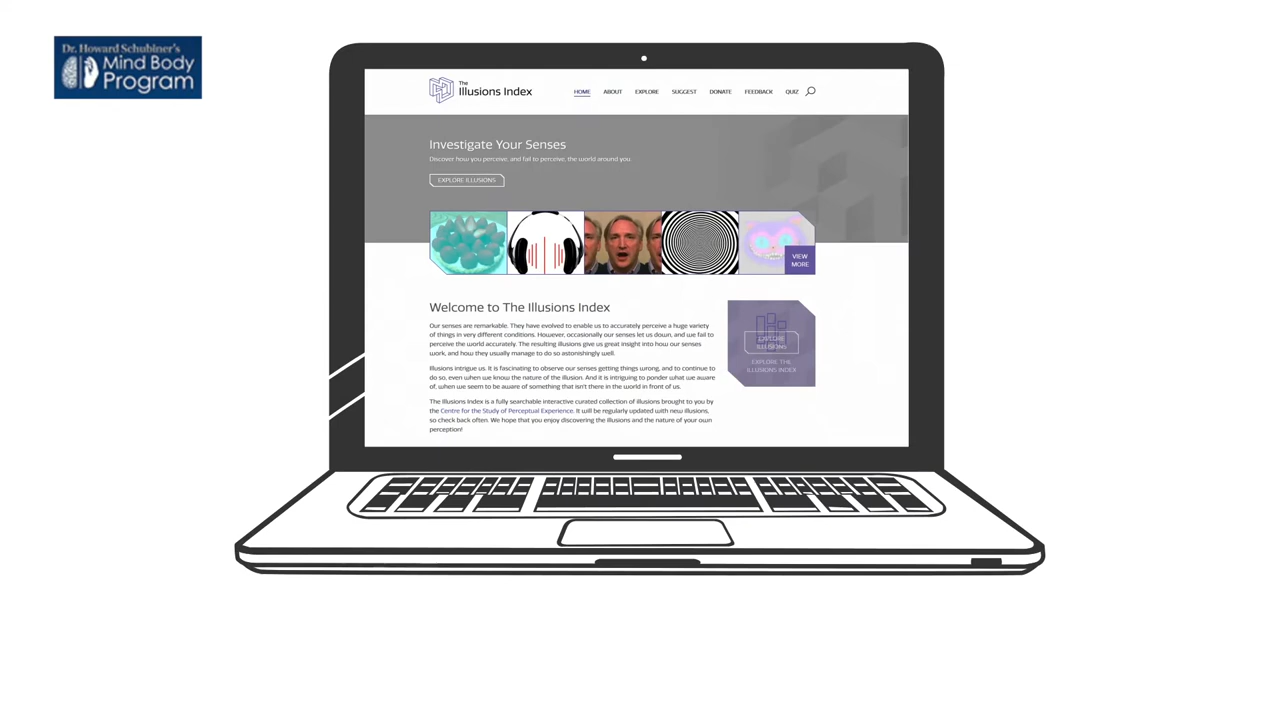 Dr. Howard Schubiner's
Mind Body
Program
The
Illusions Index
HOME ABOUT EXPLORE SUGGEST DONATE FEEDBACK QUIZ
Investigate Your Senses
Discover how you perceive, and fail to perceive, the world around you.
EXPLORE ILLUSIONS
VIEW
MORE
Welcome to The Illusions Index
Our senses are remarkable. They have evolved to enable us to accurately perceive a huge variety
of things in very different conditions. However, occasionally our senses let us down, and we fail to
perceive the world accurately. The resulting illusions give us great insight into how our senses
work, and how they usually manage to do so astonishingly well.
Illusions intrigue us. It is fascinating to observe our senses getting things wrong, and to continue to
do so, even when we know the nature of the illusion. And it is intriguing to ponder what we aware
of, when we seem to be aware of something that isn't there in the world in front of us.
The Illusions Index is a fully searchable interactive curated collection of illusions brought to you by
the Centre for the Study of Perceptual Experience. It will be regularly updated with new illusions,
so check back often. We hope that you enjoy discovering the illusions and the nature of your own
perception!
EXPLORE
ILLUSIONS
EXPLORE THE
ILLUSIONS INDEX